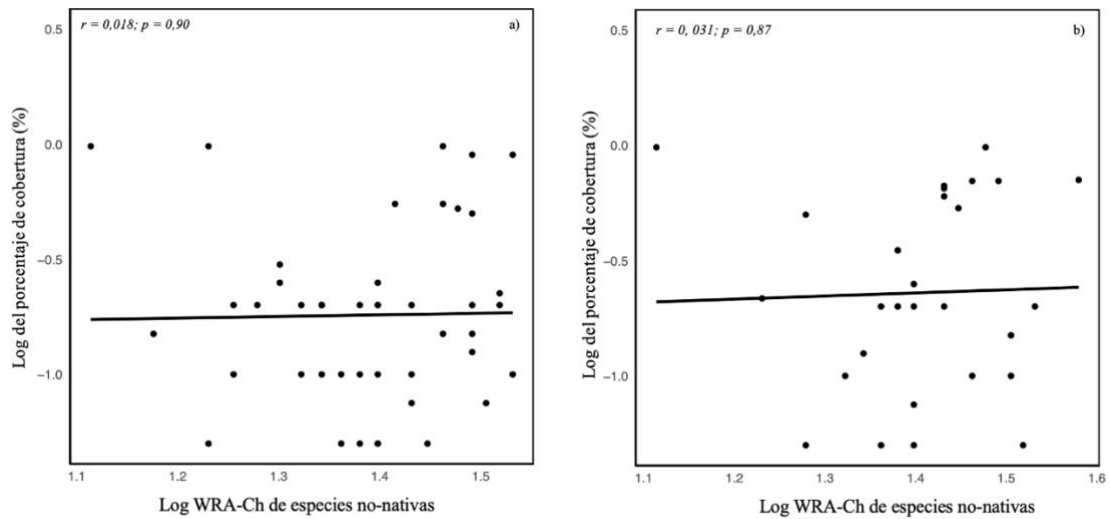 r = 0,018; p = 0,90
a)
Log del porcentaje de cobertura (%)
0.5
0.0
−0.5
−1.0
1.1 1.2 1.3 1.4 1.5
Log WRA-Ch de especies no-nativas
r = 0, 031; p = 0,87
b)
Log del porcentaje de cobertura (%)
0.5
0.0
−0.5
−1.0
1.1 1.2 1.3 1.4 1.5 1.6
Log WRA-Ch de especies no-nativas